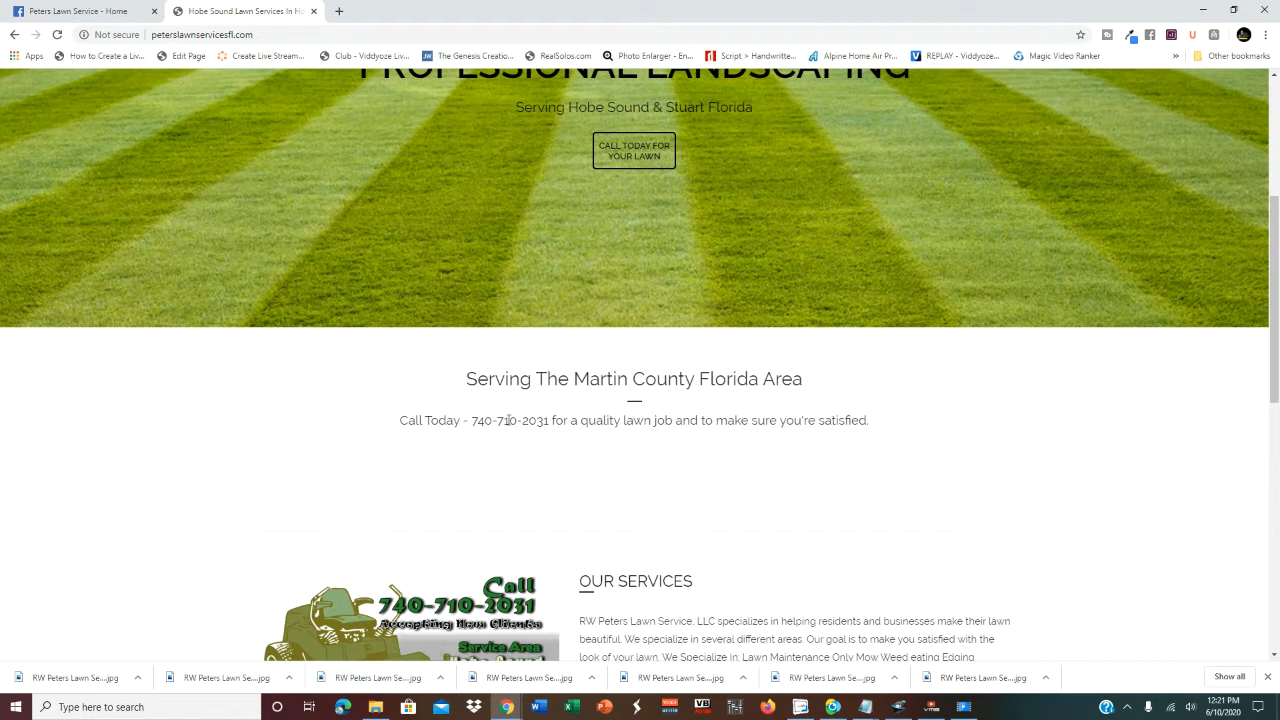 Peters Lawn Service - Home
Home - Lawn Services In Ho
Not secure | peterslawnservicesfl.com
Apps
How to Create a Liv...
Edit Page
Create Live Stream...
Club - Viddyoze Liv...
The Genesis Creatio...
RealSolos.com
Photo Enlarger - En...
Script > Handwritte...
Alpine Home Air Pr...
REPLAY - Viddyoze...
Magic Video Ranker
»
Other bookmarks
PROFESSIONAL LANDSCAPING
Serving Hobe Sound & Stuart Florida
CALL TODAY FOR
YOUR LAWN
Serving The Martin County Florida Area
Call Today - 740-710-2031 for a quality lawn job and to make sure you're satisfied.
Call
740-710-2031
Accepting New Clients
Service Area
Hobe Sound
OUR SERVICES
RW Peters Lawn Service, LLC specializes in helping residents and businesses make their lawn
beautiful. We specialize in several different areas. Our goal is to make you satisfied with the
look of your lawn. We Specialize In: Lawn Maintenance Only Mow Weed eating Edging
RW Peters Lawn Se....jpg
RW Peters Lawn Se....jpg
RW Peters Lawn Se....jpg
RW Peters Lawn Se....jpg
RW Peters Lawn Se....jpg
RW Peters Lawn Se....jpg
RW Peters Lawn Se....jpg
Show all
Type here to search
12:21 PM
6/10/2020